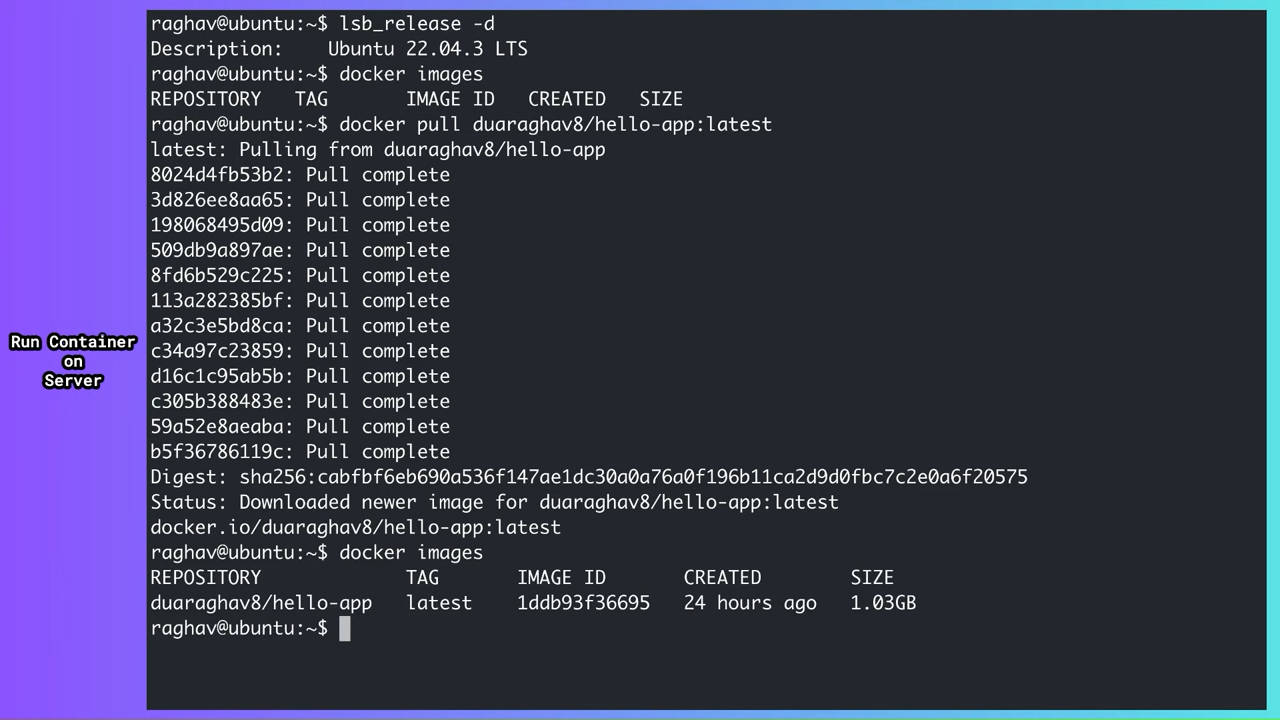 Run Container
on
Server
raghav@ubuntu:~$ lsb_release -d
Description:    Ubuntu 22.04.3 LTS
raghav@ubuntu:~$ docker images
REPOSITORY   TAG       IMAGE ID   CREATED   SIZE
raghav@ubuntu:~$ docker pull duaraghav8/hello-app:latest
latest: Pulling from duaraghav8/hello-app
8024d4fb53b2: Pull complete
3d826ee8aa65: Pull complete
198068495d09: Pull complete
509db9a897ae: Pull complete
8fd6b529c225: Pull complete
113a282385bf: Pull complete
a32c3e5bd8ca: Pull complete
c34a97c23859: Pull complete
d16c1c95ab5b: Pull complete
c305b388483e: Pull complete
59a52e8aeaba: Pull complete
b5f36786119c: Pull complete
Digest: sha256:cabfbf6eb690a536f147ae1dc30a0a76a0f196b11ca2d9d0fbc7c2e0a6f20575
Status: Downloaded newer image for duaraghav8/hello-app:latest
docker.io/duaraghav8/hello-app:latest
raghav@ubuntu:~$ docker images
REPOSITORY             TAG       IMAGE ID       CREATED        SIZE
duaraghav8/hello-app   latest    1ddb93f36695   24 hours ago   1.03GB
raghav@ubuntu:~$